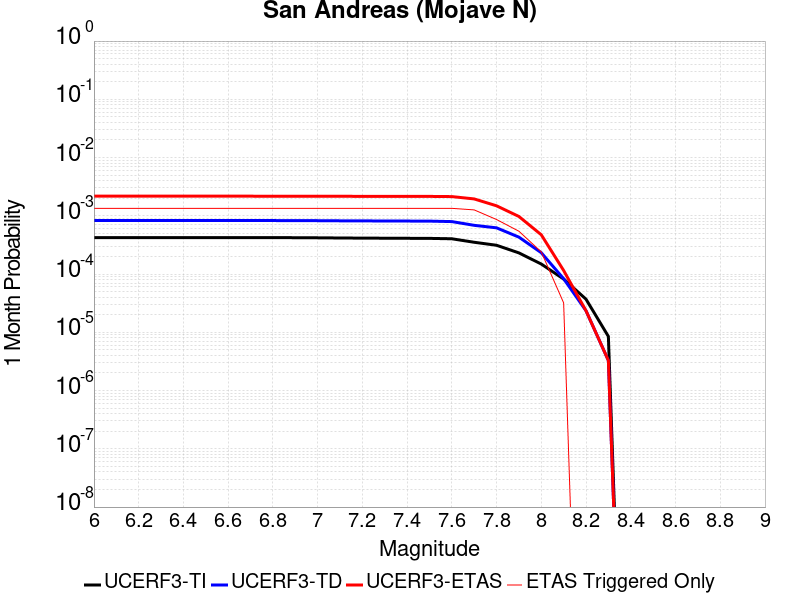 San Andreas (Mojave N)
10 0
10 -1
10 -2
10 -3
10 -4
10 -5
10 -6
10 -7
10 -8
1 Month Probability
6 6.2 6.4 6.6 6.8 7 7.2 7.4 7.6 7.8 8 8.2 8.4 8.6 8.8 9
Magnitude
UCERF3-TI UCERF3-TD UCERF3-ETAS ETAS Triggered Only